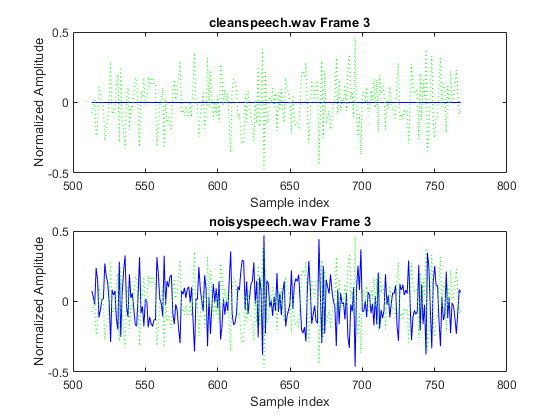 cleanspeech.wav Frame 3
0.5
0
-0.5
Normalized Amplitude
500 550 600 650 700 750 800
Sample index
noisyspeech.wav Frame 3
0.5
0
-0.5
Normalized Amplitude
500 550 600 650 700 750 800
Sample index